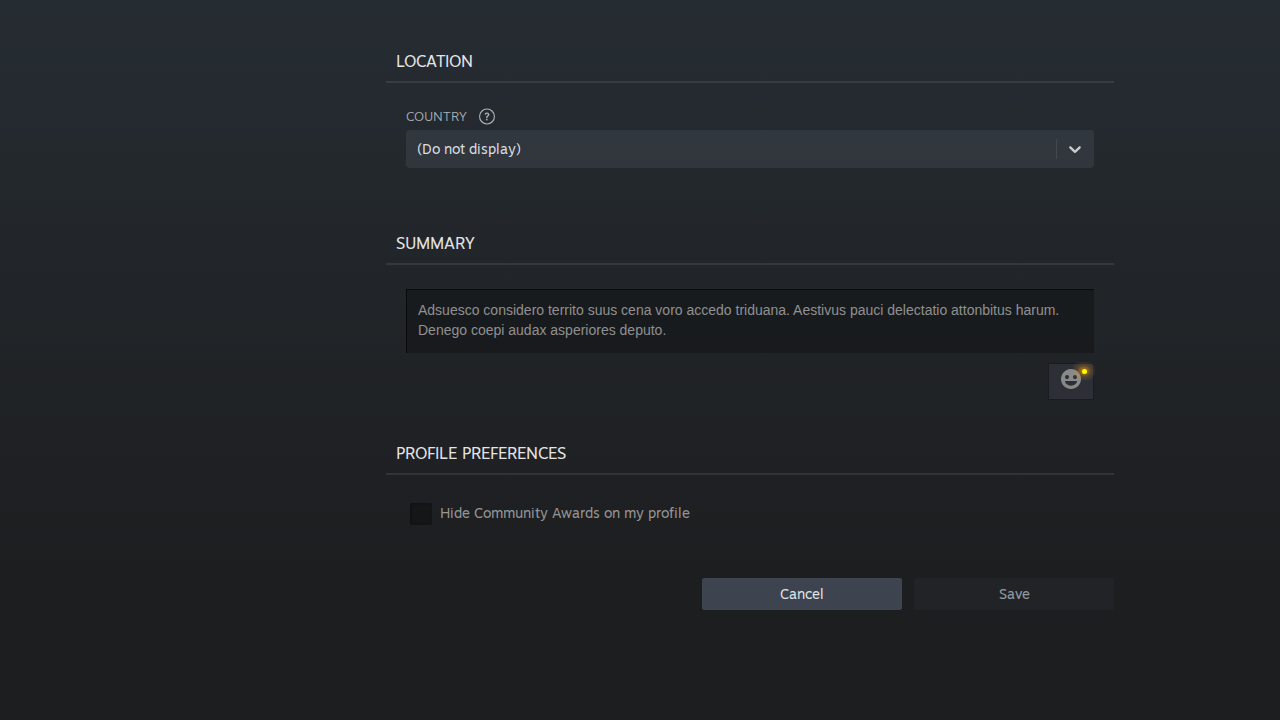 LOCATION
COUNTRY ?
(Do not display)
SUMMARY
Adsuesco considero territo suus cena voro accedo triduana. Aestivus pauci delectatio attonbitus harum.
Denego coepi audax asperiores deputo.
PROFILE PREFERENCES
Hide Community Awards on my profile
Cancel Save